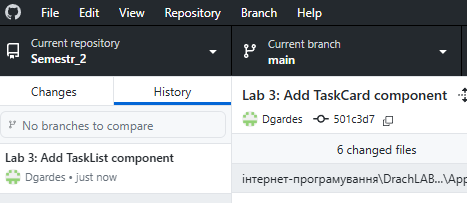 File Edit View Repository Branch Help
Current repository
Semestr_2
Current branch
main
Changes History
No branches to compare
Lab 3: Add TaskList component
Dgardes • just now
Lab 3: Add TaskCard component
Dgardes 501c3d7
6 changed files
інтернет-програмування\DrachLAB...\App